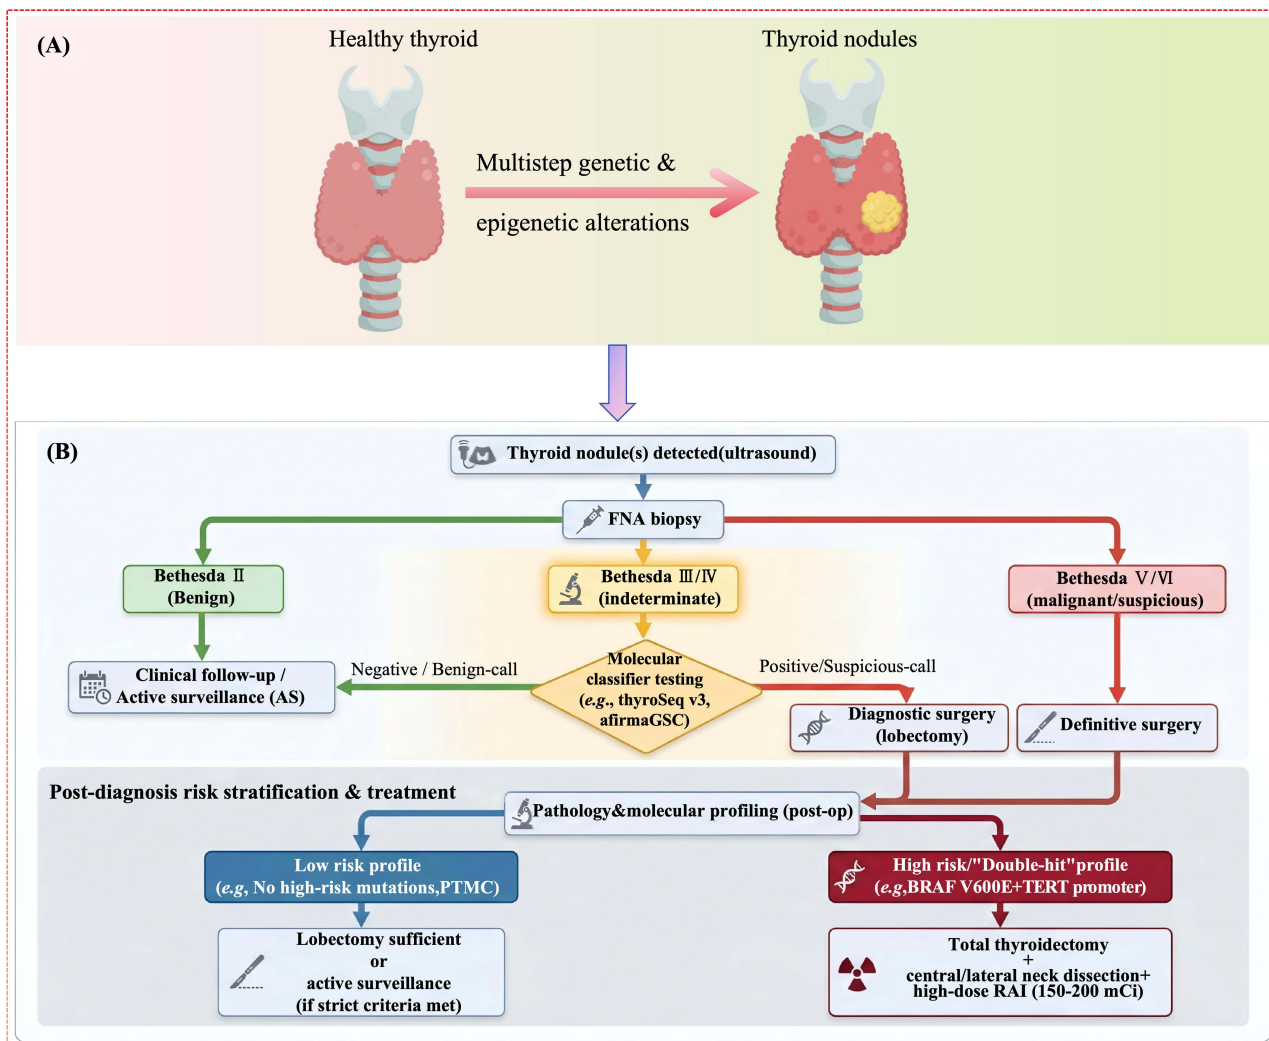 (A)
Healthy thyroid
Thyroid nodules
Multistep genetic &
epigenetic alterations
(B)
Thyroid nodule(s) detected(ultrasound)
FNA biopsy
Bethesda Ⅱ
(Benign)
Bethesda Ⅲ/Ⅳ
(indeterminate)
Bethesda Ⅴ/Ⅵ
(malignant/suspicious)
Clinical follow-up /
Active surveillance (AS)
Negative / Benign-call
Molecular
classifier testing
(e.g., thyroSeq v3,
afirmaGSC)
Positive/Suspicious-call
Diagnostic surgery
(lobectomy)
Definitive surgery
Post-diagnosis risk stratification & treatment
Pathology&molecular profiling (post-op)
Low risk profile
(e.g, No high-risk mutations,PTMC)
High risk/"Double-hit"profile
(e.g,BRAF V600E+TERT promoter)
Lobectomy sufficient
or
active surveillance
(if strict criteria met)
Total thyroidectomy
+
central/lateral neck dissection+
high-dose RAI (150-200 mCi)